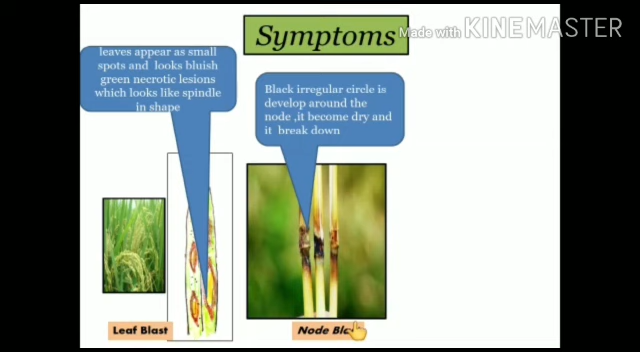 Symptoms
Made with KINEMASTER
leaves appear as small
spots and looks bluish
green necrotic lesions
which looks like spindle
in shape
Black irregular circle is
develop around the
node ,it become dry and
it break down
Leaf Blast
Node